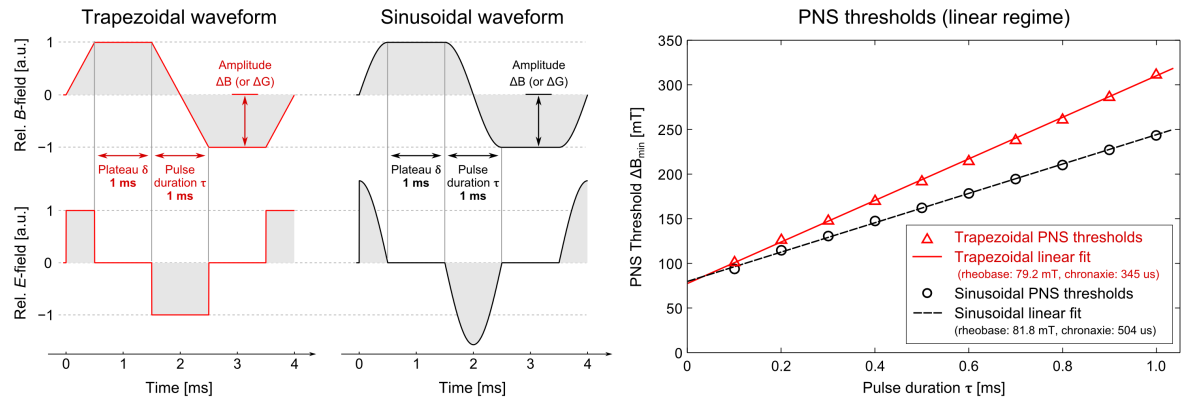 Trapezoidal waveform
Rel. B-field [a.u.]
1
0
−1
Amplitude
ΔB (or ΔG)
Plateau δ
1 ms
Pulse
duration τ
1 ms
Rel. E-field [a.u.]
1
0
−1
0
1
2
3
4
Time [ms]
Sinusoidal waveform
Amplitude
ΔB (or ΔG)
Plateau δ
1 ms
Pulse
duration τ
1 ms
0
1
2
3
4
Time [ms]
PNS thresholds (linear regime)
PNS Threshold ΔBmin [mT]
350
300
250
200
150
100
50
0
0
0.2
0.4
0.6
0.8
1.0
Pulse duration τ [ms]
Trapezoidal PNS thresholds
Trapezoidal linear fit
(rheobase: 79.2 mT, chronaxie: 345 us)
Sinusoidal PNS thresholds
Sinusoidal linear fit
(rheobase: 81.8 mT, chronaxie: 504 us)